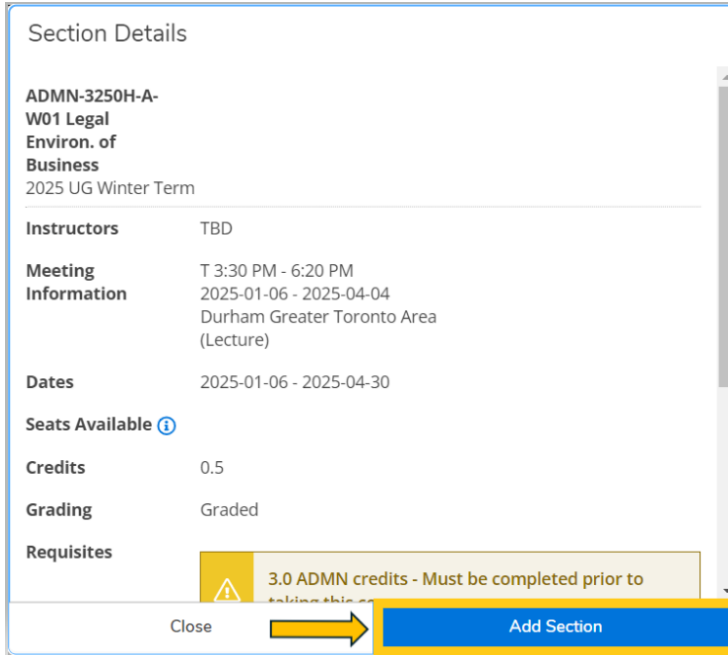 Section Details
ADMN-3250H-A-
W01 Legal
Environ. of
Business
2025 UG Winter Term
Instructors TBD
Meeting T 3:30 PM - 6:20 PM
Information 2025-01-06 - 2025-04-04
Durham Greater Toronto Area
(Lecture)
Dates 2025-01-06 - 2025-04-30
Seats Available
Credits 0.5
Grading Graded
Requisites
3.0 ADMN credits - Must be completed prior to
taking this
Close Add Section